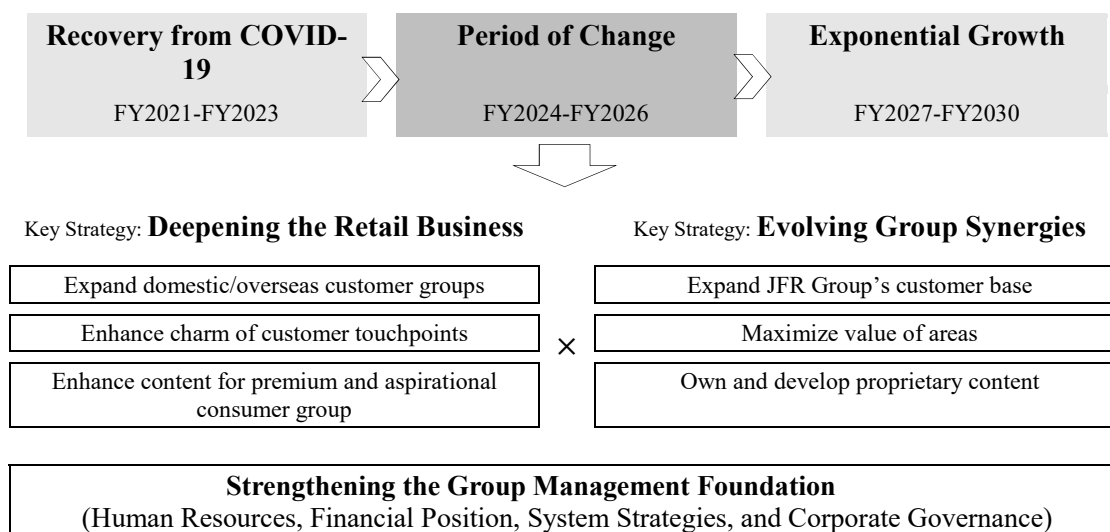 Recovery from COVID-
19
FY2021-FY2023
Period of Change
FY2024-FY2026
Exponential Growth
FY2027-FY2030
Key Strategy: Deepening the Retail Business
Expand domestic/overseas customer groups
Enhance charm of customer touchpoints
Enhance content for premium and aspirational
consumer group
×
Key Strategy: Evolving Group Synergies
Expand JFR Group’s customer base
Maximize value of areas
Own and develop proprietary content
Strengthening the Group Management Foundation
(Human Resources, Financial Position, System Strategies, and Corporate Governance)